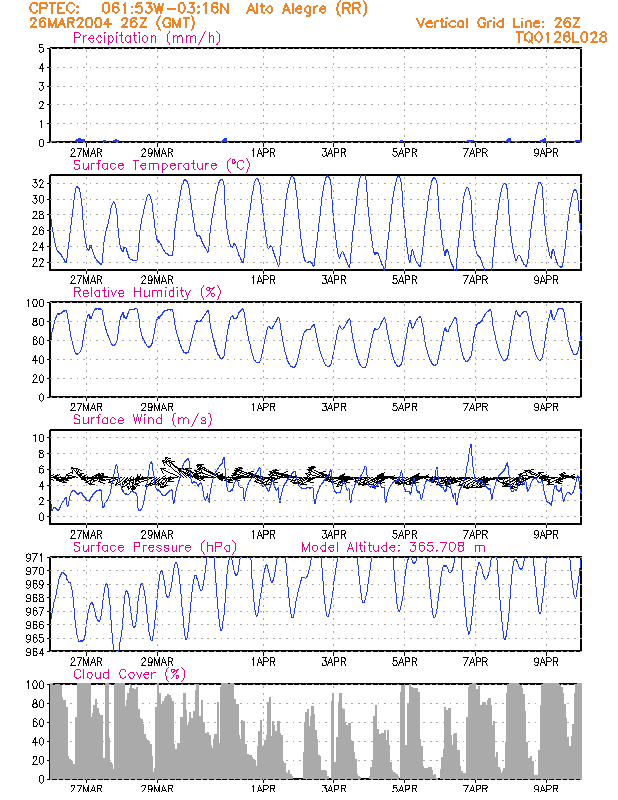 CPTEC: 061:53W-03:16N Alto Alegre (RR)
26MAR2004 26Z (GMT) Vertical Grid Line: 26Z
Precipitation (mm/h) TQ0126L028
5
4
3
2
1
0
27MAR 29MAR 1APR 3APR 5APR 7APR 9APR
Surface Temperature (ºC)
32
30
28
26
24
22
27MAR 29MAR 1APR 3APR 5APR 7APR 9APR
Relative Humidity (%)
100
80
60
40
20
0
27MAR 29MAR 1APR 3APR 5APR 7APR 9APR
Surface Wind (m/s)
10
8
6
4
2
0
27MAR 29MAR 1APR 3APR 5APR 7APR 9APR
Surface Pressure (hPa) Model Altitude: 365.708 m
971
970
969
968
967
966
965
964
27MAR 29MAR 1APR 3APR 5APR 7APR 9APR
Cloud Cover (%)
100
80
60
40
20
0
27MAR 29MAR 1APR 3APR 5APR 7APR 9APR